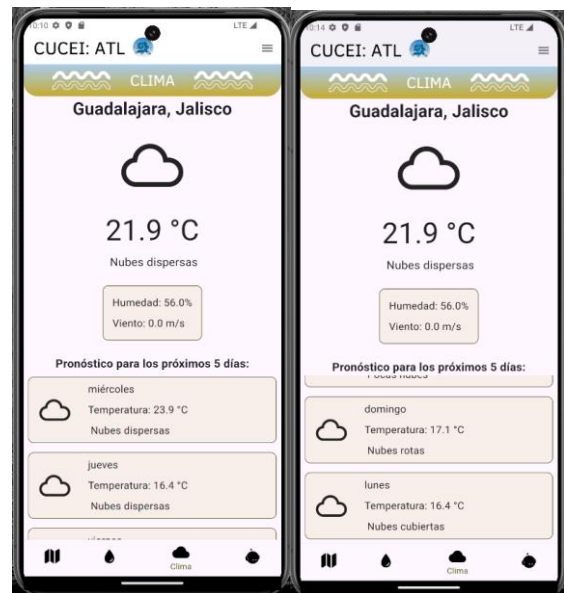 10:10
LTE
CUCEI: ATL
CLIMA
Guadalajara, Jalisco
21.9 °C
Nubes dispersas
Humedad: 56.0%
Viento: 0.0 m/s
Pronóstico para los próximos 5 días:
miércoles
Temperatura: 23.9 °C
Nubes dispersas
jueves
Temperatura: 16.4 °C
Nubes dispersas
viernes
Clima
10:14
LTE
CUCEI: ATL
CLIMA
Guadalajara, Jalisco
21.9 °C
Nubes dispersas
Humedad: 56.0%
Viento: 0.0 m/s
Pronóstico para los próximos 5 días:
Pocas nubes
domingo
Temperatura: 17.1 °C
Nubes rotas
lunes
Temperatura: 16.4 °C
Nubes cubiertas
Clima